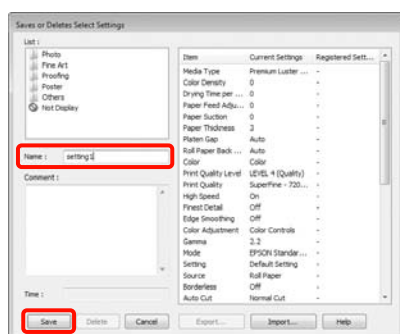 Saves or Deletes Select Settings
List :
Photo
Fine Art
Proofing
Poster
Others
Not Display
Name : setting1
Comment :
Time :
Item Current Settings Registered Sett...
Media Type Premium Luster ... -
Color Density 0 -
Drying Time per ... 0 -
Paper Feed Adju... 0 -
Paper Suction 0 -
Paper Thickness 3 -
Platen Gap Auto -
Roll Paper Back ... Auto -
Color Color -
Print Quality Level LEVEL 4 (Quality) -
Print Quality SuperFine - 720... -
High Speed On -
Finest Detail Off -
Edge Smoothing Off -
Color Adjustment Color Controls -
Gamma 2.2 -
Mode EPSON Standar... -
Setting Default Setting -
Source Roll Paper -
Borderless Off -
Auto Cut Normal Cut -
Save Delete Cancel Export... Import... Help